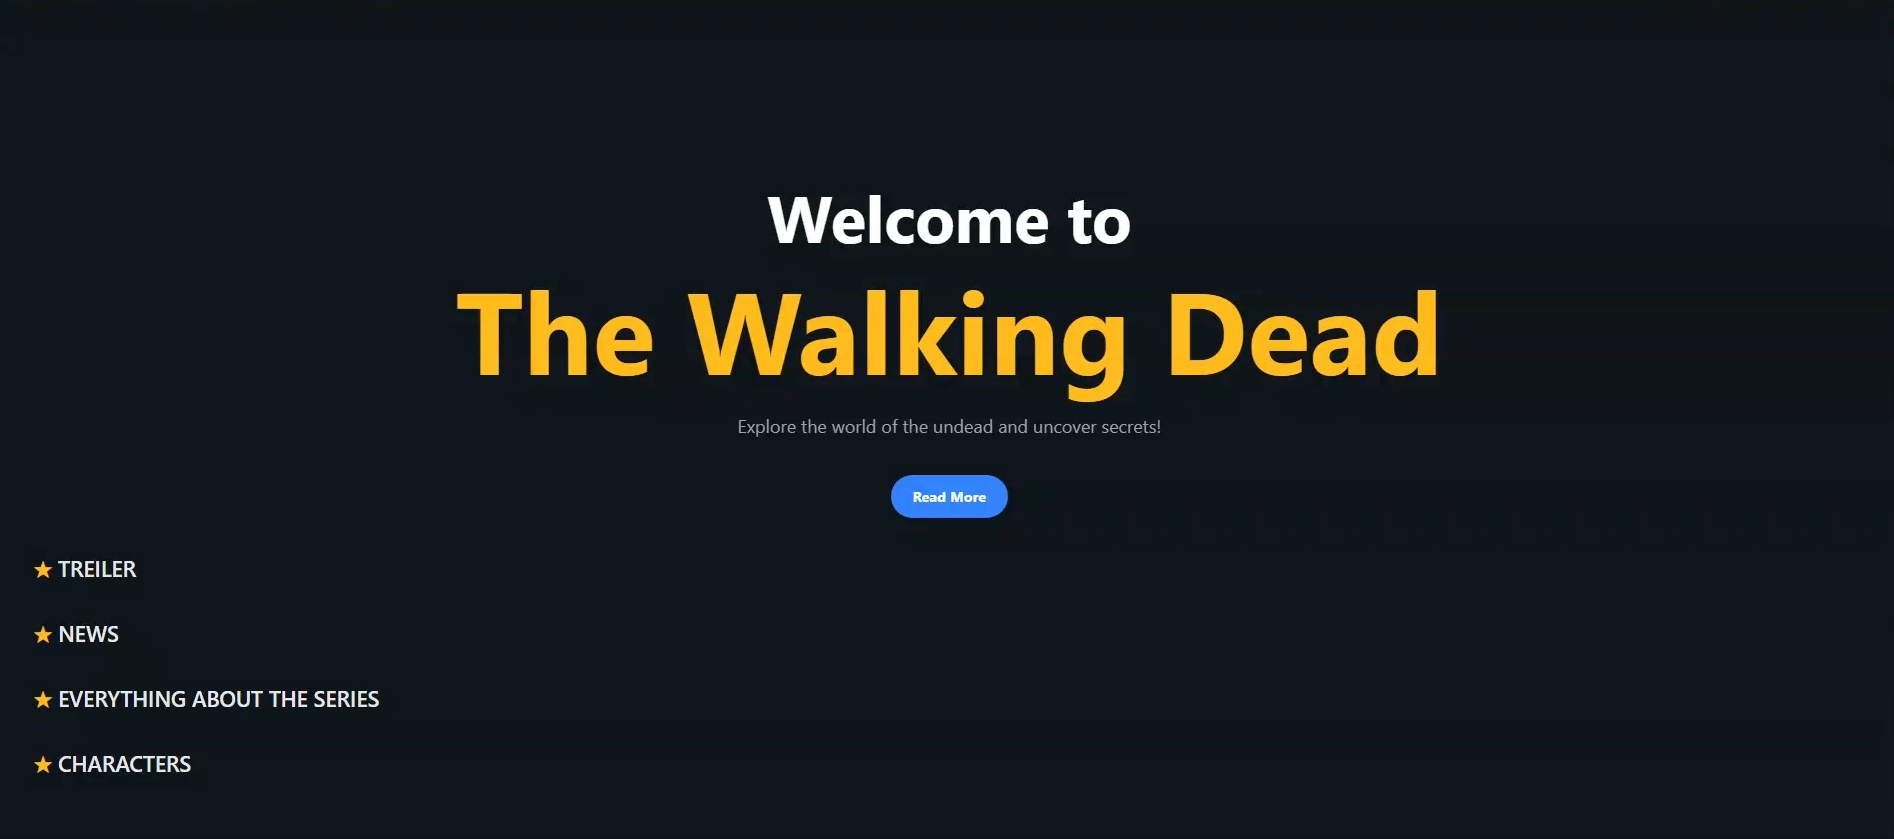 Welcome to
The Walking Dead
Explore the world of the undead and uncover secrets!
Read More
★ TREILER
★ NEWS
★ EVERYTHING ABOUT THE SERIES
★ CHARACTERS